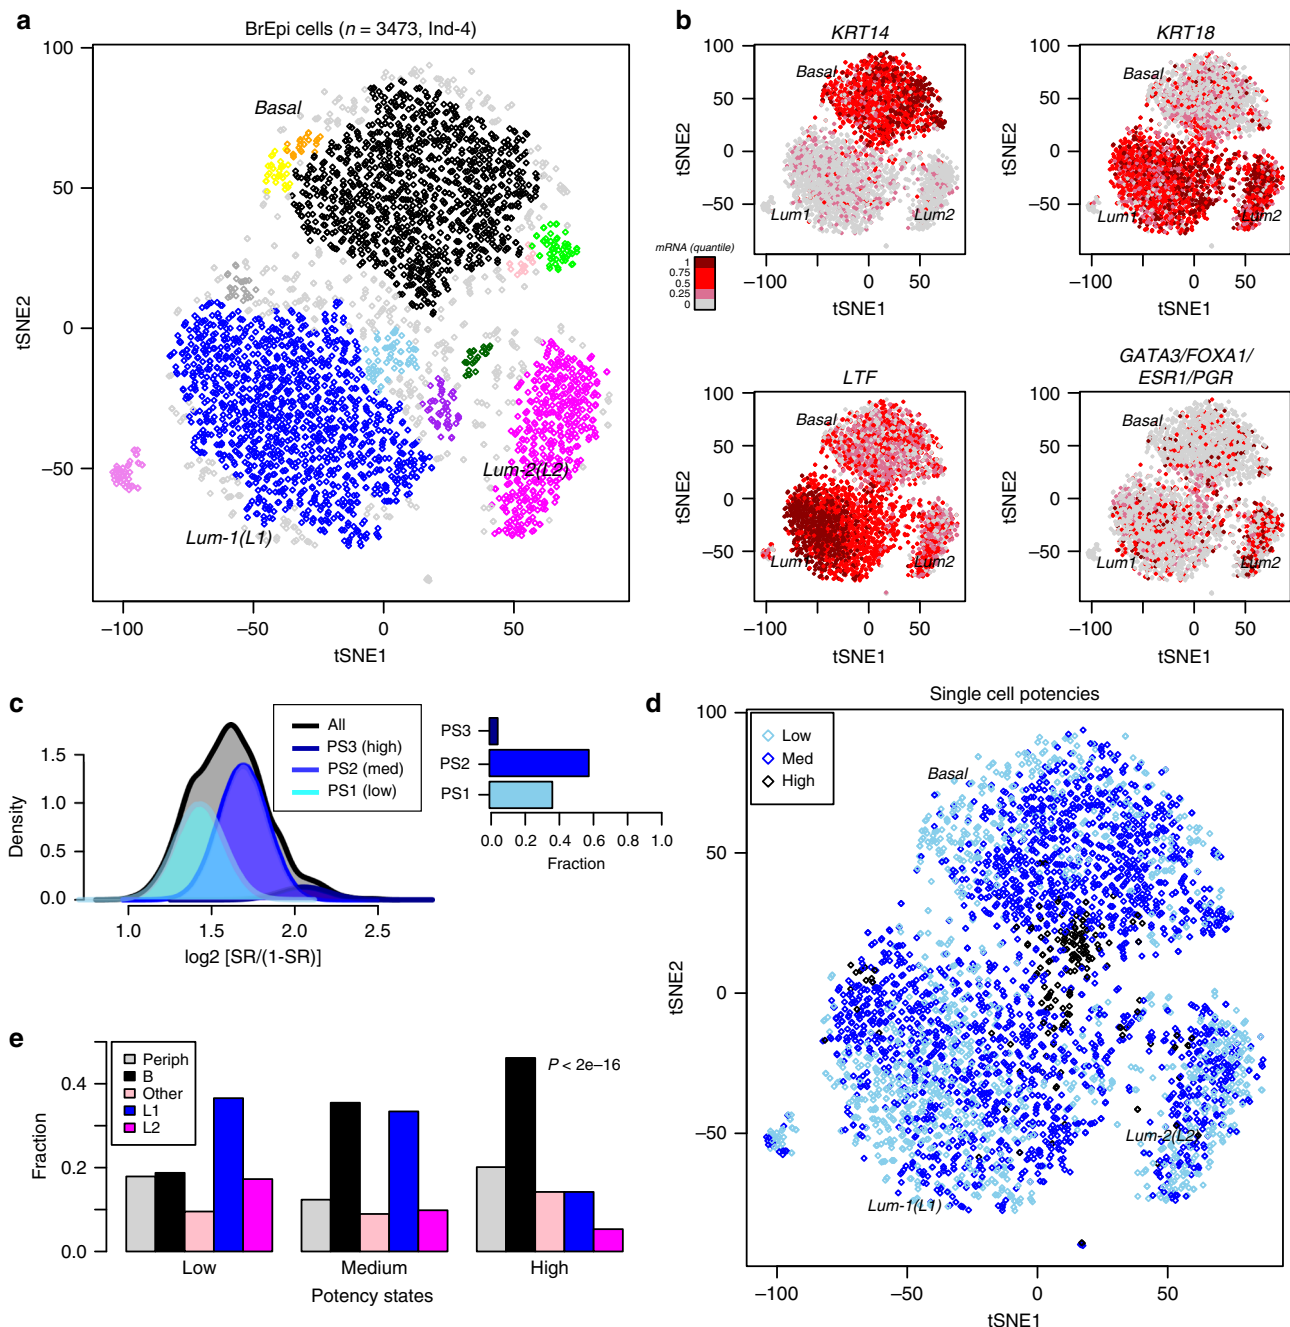 a
BrEpi cells (n = 3473, Ind-4)
100
50
0
−50
tSNE2
Basal
Lum-2(L2)
Lum-1(L1)
−100
−50
0
50
tSNE1
b
KRT14
100
50
0
−50
tSNE2
Basal
Lum1
Lum2
−100
0
50
tSNE1
mRNA (quantile)
1
0.75
0.5
0.25
0
KRT18
100
50
0
−50
tSNE2
Basal
Lum1
Lum2
−100
0
50
tSNE1
LTF
100
50
0
−50
tSNE2
Basal
Lum1
Lum2
−100
0
50
tSNE1
GATA3/FOXA1/
ESR1/PGR
100
50
0
−50
tSNE2
Basal
Lum1
Lum2
−100
0
50
tSNE1
c
All
PS3 (high)
PS2 (med)
PS1 (low)
1.5
1.0
0.5
0.0
Density
1.0
1.5
2.0
2.5
log2 [SR/(1-SR)]
PS3
PS2
PS1
0.0
0.2
0.4
0.6
0.8
1.0
Fraction
d
Single cell potencies
Low
Med
High
100
50
0
−50
tSNE2
Basal
Lum-2(L2)
Lum-1(L1)
−100
−50
0
50
tSNE1
e
Periph
B
Other
L1
L2
P < 2e−16
0.4
0.2
0.0
Fraction
Low
Medium
High
Potency states